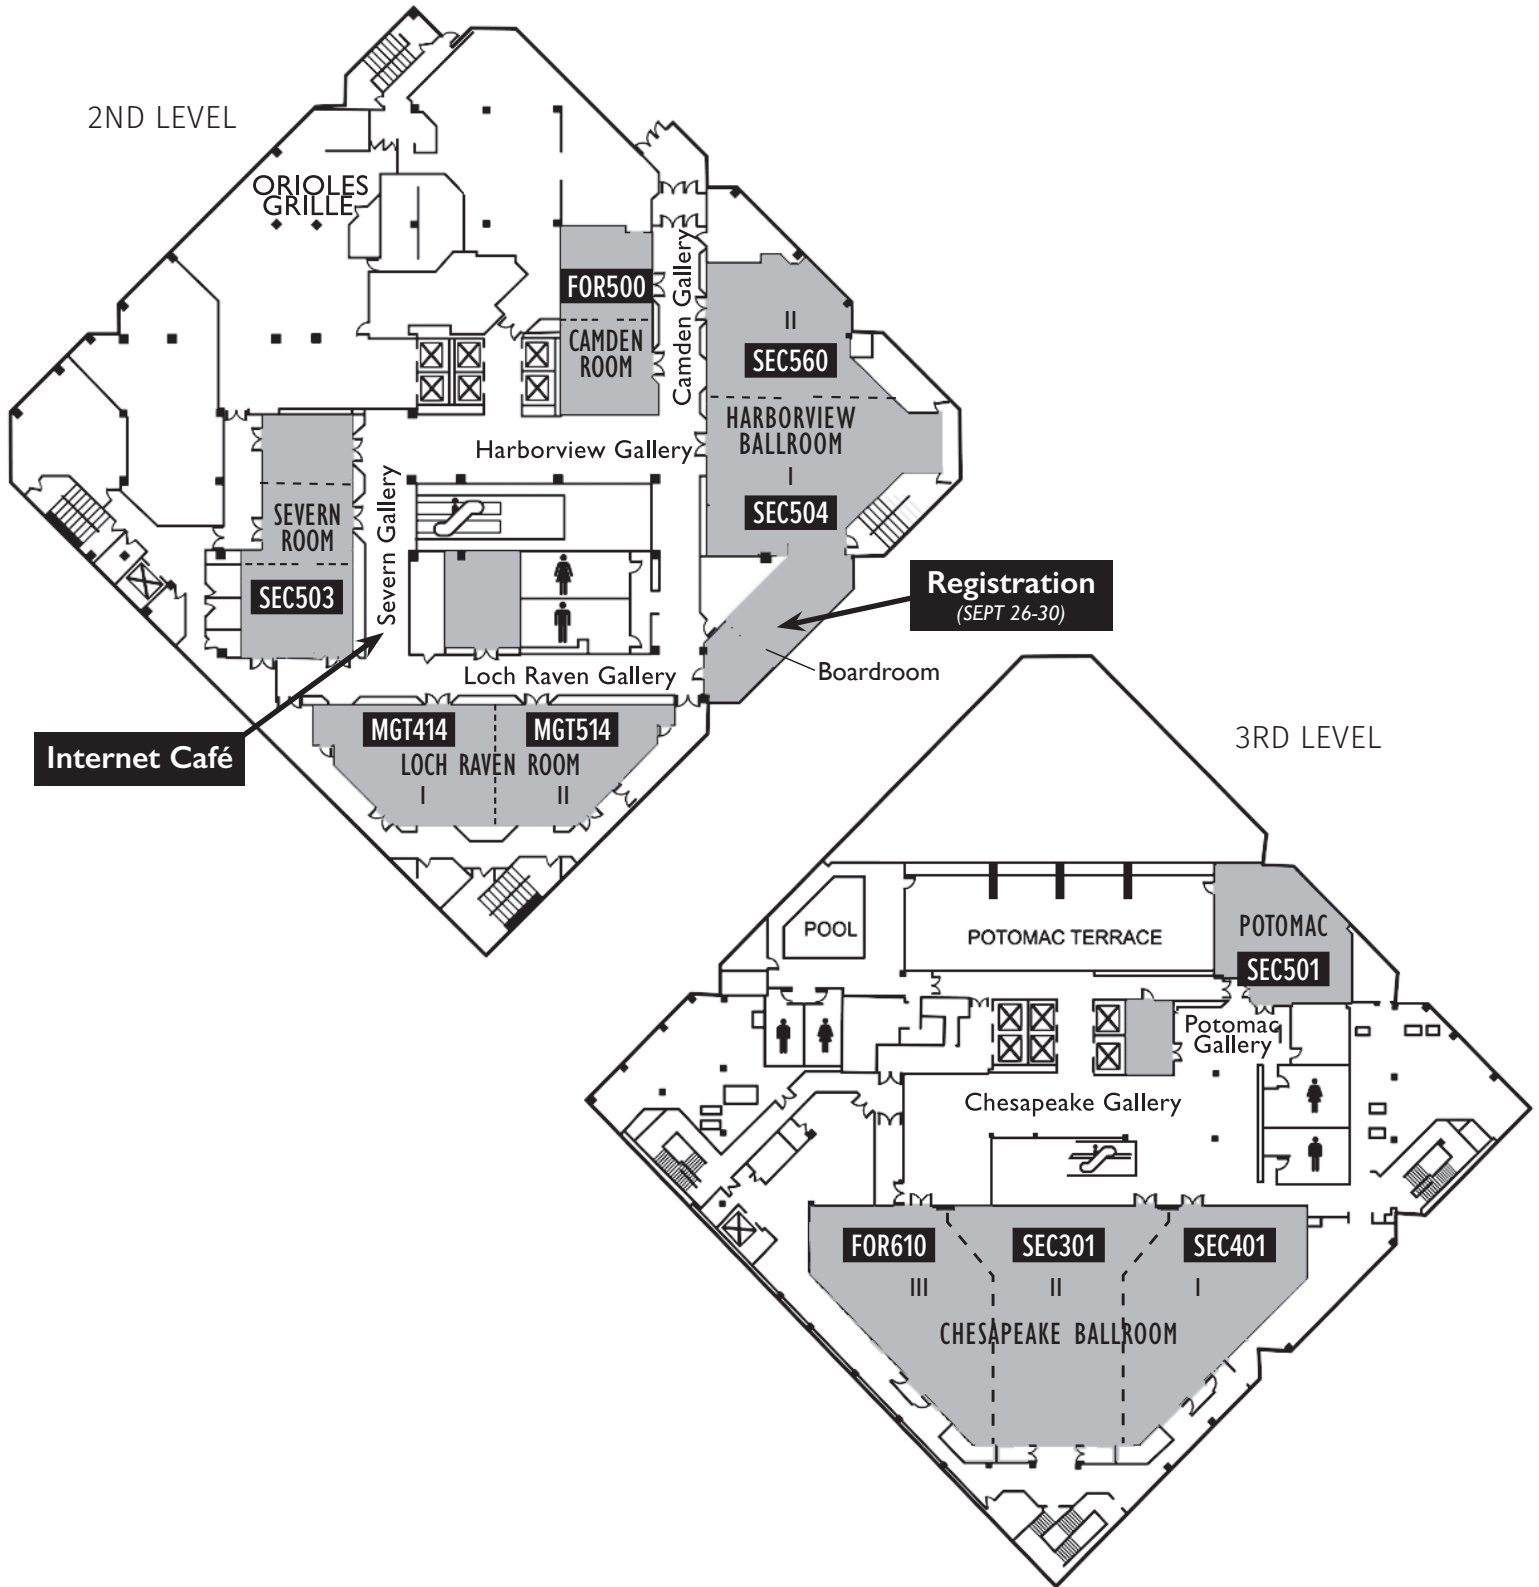 2ND LEVEL
ORIOLES
GRILLE
FOR500
CAMDEN
ROOM
Camden Gallery
II
SEC560
HARBORVIEW
BALLROOM
I
SEC504
Harborview Gallery
SEVERN
ROOM
SEC503
Severn Gallery
Registration
(SEPT 26-30)
Boardroom
Loch Raven Gallery
Internet Café
MGT414
MGT514
LOCH RAVEN ROOM
I
II
3RD LEVEL
POOL
POTOMAC TERRACE
POTOMAC
SEC501
Potomac
Gallery
Chesapeake Gallery
FOR610
SEC301
SEC401
III
II
I
CHESAPEAKE BALLROOM